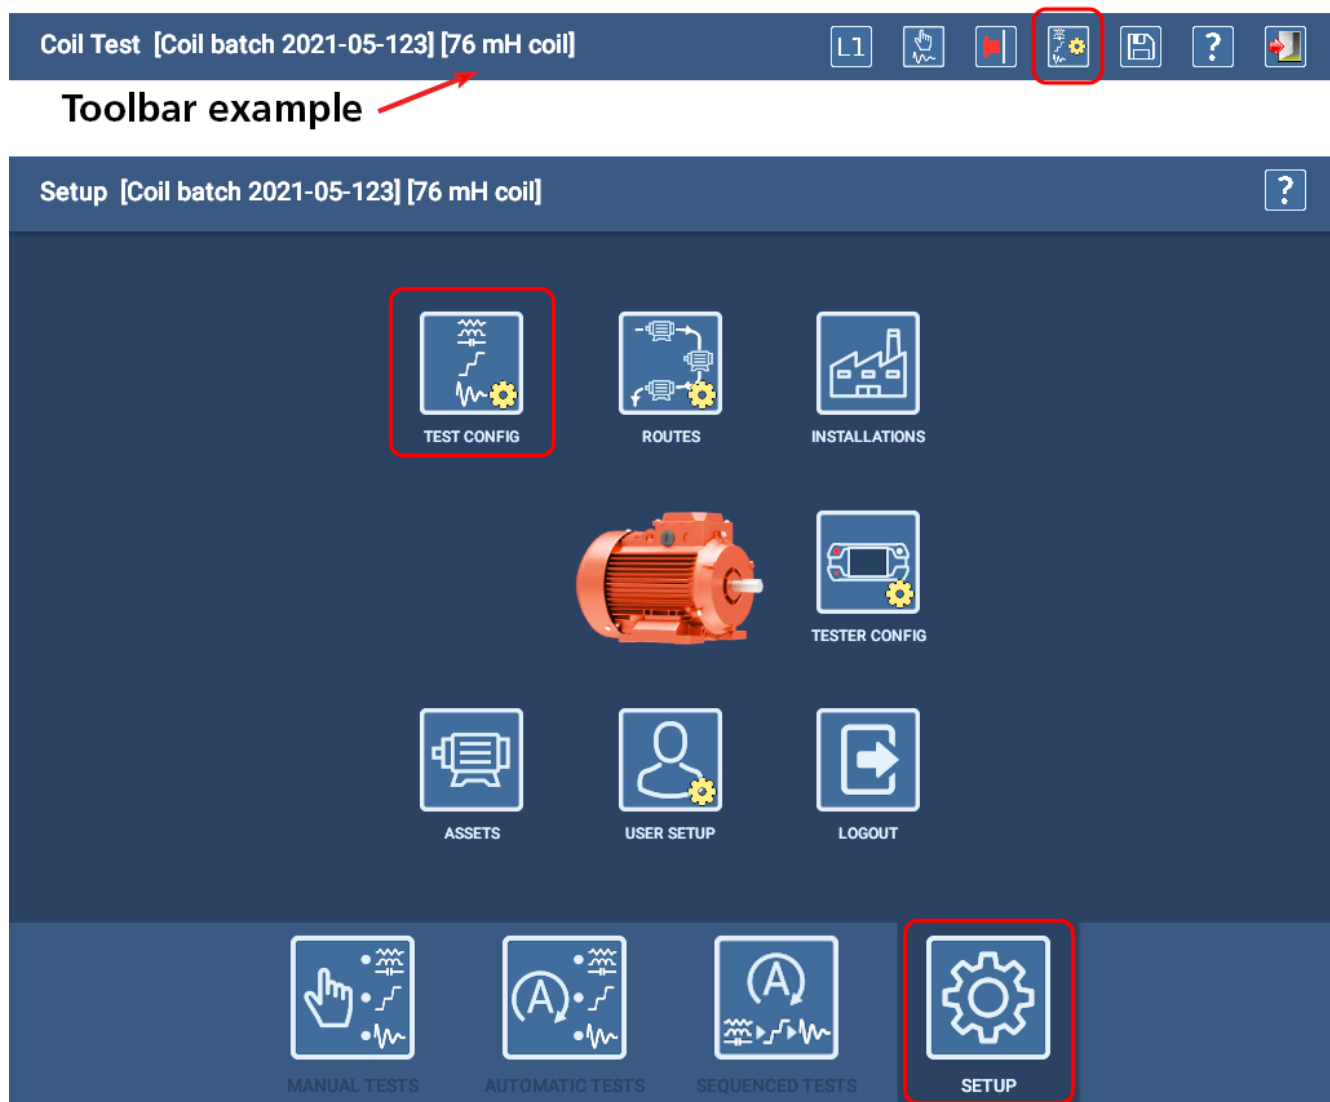 Coil Test [Coil batch 2021-05-123] [76 mH coil]
L1
?
Toolbar example
Setup [Coil batch 2021-05-123] [76 mH coil]
?
TEST CONFIG
ROUTES
INSTALLATIONS
TESTER CONFIG
ASSETS
USER SETUP
LOGOUT
A
A
MANUAL TESTS
AUTOMATIC TESTS
SEQUENCED TESTS
SETUP